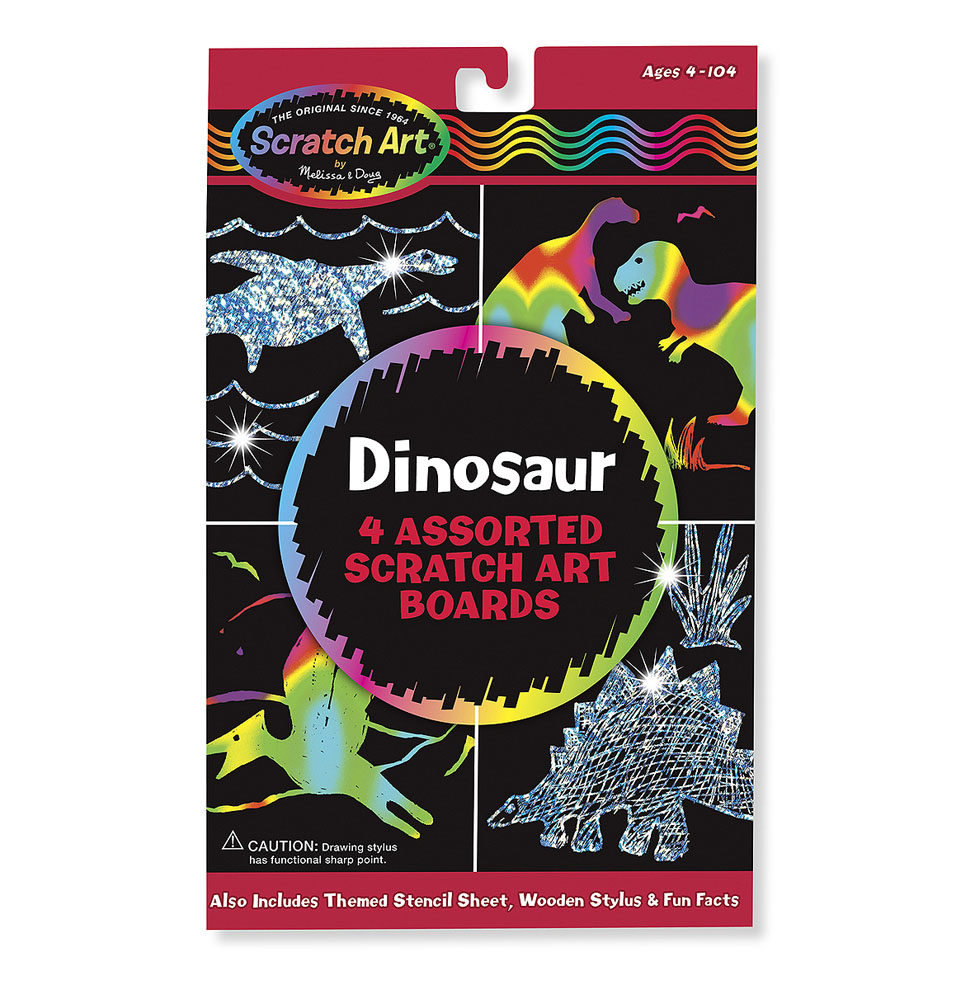 Ages 4-104
THE ORIGINAL SINCE 1964
Scratch Art®
by
Melissa & Doug
Dinosaur
4 ASSORTED
SCRATCH ART
BOARDS
⚠ CAUTION: Drawing stylus
has functional sharp point.
Also Includes Themed Stencil Sheet, Wooden Stylus & Fun Facts